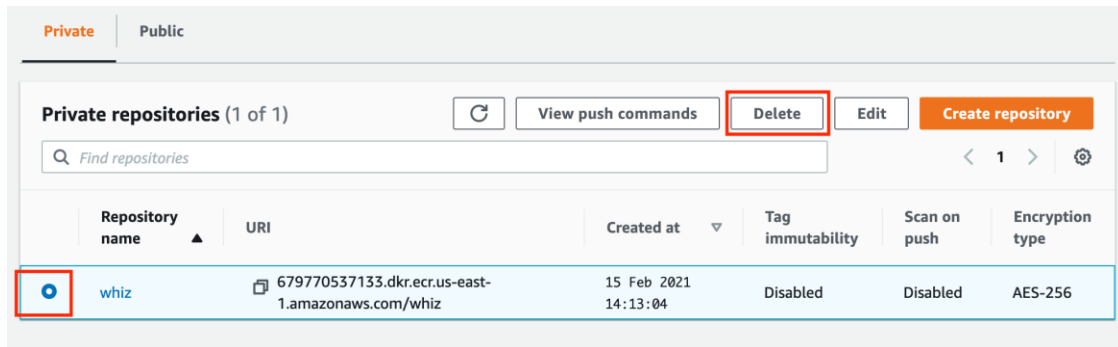 Private Public
Private repositories (1 of 1) View push commands Delete Edit Create repository
Find repositories 1
Repository name URI Created at Tag immutability Scan on push Encryption type
whiz 679770537133.dkr.ecr.us-east-1.amazonaws.com/whiz 15 Feb 2021 14:13:04 Disabled Disabled AES-256